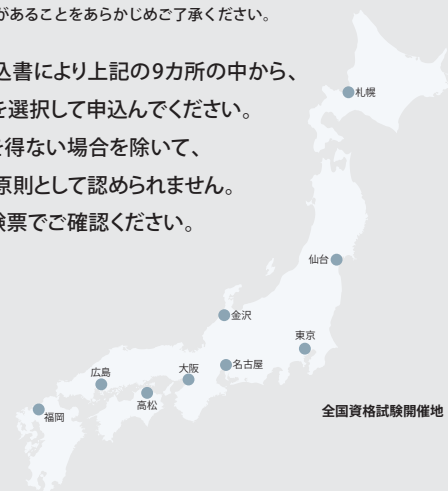 があることをあらかじめご了承ください。
込書により上記の9カ所の中から、
を選択して申込んでください。
を得ない場合を除いて、
原則として認められません。
験票でご確認ください。
札幌
仙台
金沢
東京
名古屋
大阪
広島
高松
福岡
全国資格試験開催地